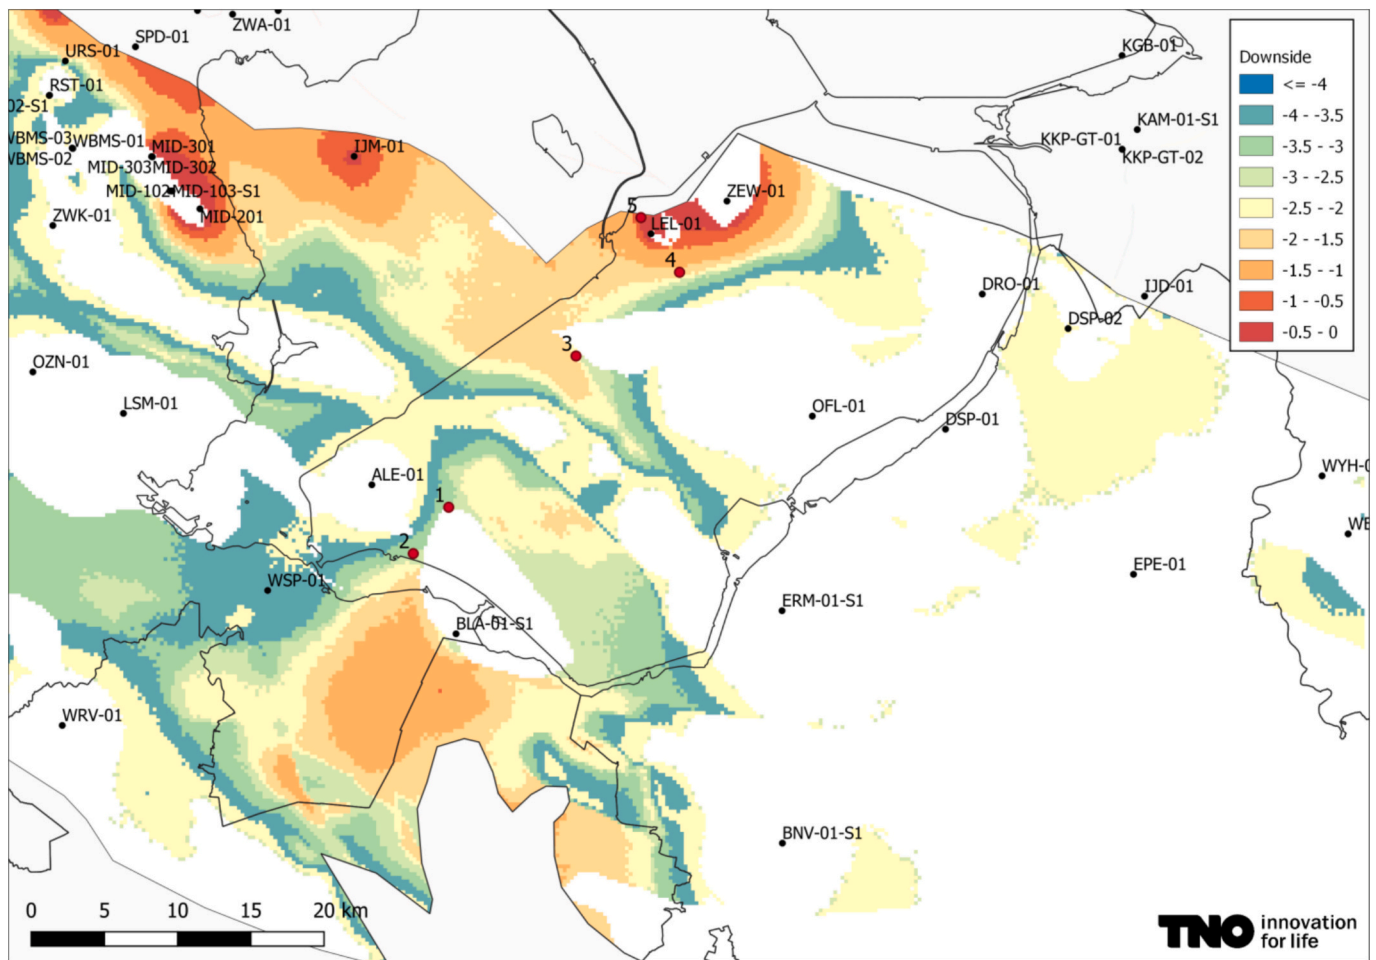 ZWA-01
SPD-01
URS-01
RST-01
02-S1
WBMS-03
WBMS-01
WBMS-02
MID-301
MID-303
MID-302
MID-102
MID-103-S1
MID-201
ZWK-01
IJM-01
ZEW-01
5
LEL-01
4
KGB-01
KAM-01-S1
KKP-GT-01
KKP-GT-02
Downside
<= -4
-4 - -3.5
-3.5 - -3
-3 - -2.5
-2.5 - -2
-2 - -1.5
-1.5 - -1
-1 - -0.5
-0.5 - 0
DRO-01
IJD-01
DSP-02
3
OZN-01
LSM-01
OFL-01
DSP-01
ALE-01
1
2
WSP-01
WYH-0
WE
EPE-01
ERM-01-S1
BLA-01-S1
WRV-01
BNV-01-S1
0 5 10 15 20 km
TNO innovation
for life